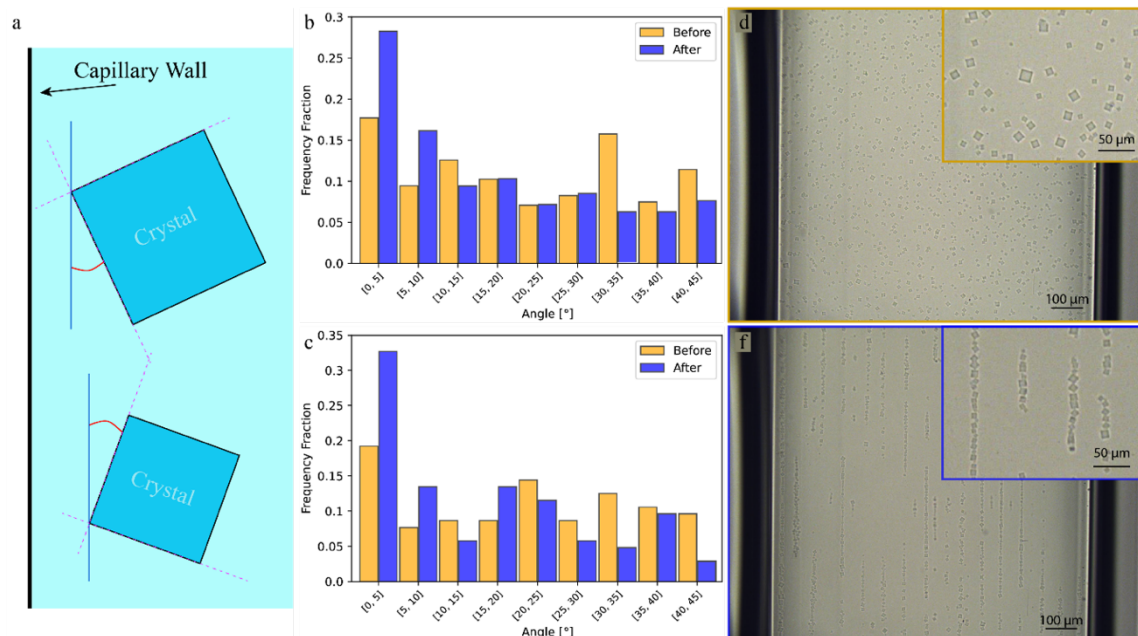 a
Capillary Wall
Crystal
Crystal
b
Before
After
Frequency Fraction
0.3
0.25
0.2
0.15
0.1
0.05
0.0
[0, 5]
[5, 10]
[10, 15]
[15, 20]
[20, 25]
[25, 30]
[30, 35]
[35, 40]
[40, 45]
Angle [°]
c
Before
After
Frequency Fraction
0.35
0.3
0.25
0.2
0.15
0.1
0.05
0.0
[0, 5]
[5, 10]
[10, 15]
[15, 20]
[20, 25]
[25, 30]
[30, 35]
[35, 40]
[40, 45]
Angle [°]
d
50 µm
100 µm
f
50 µm
100 µm